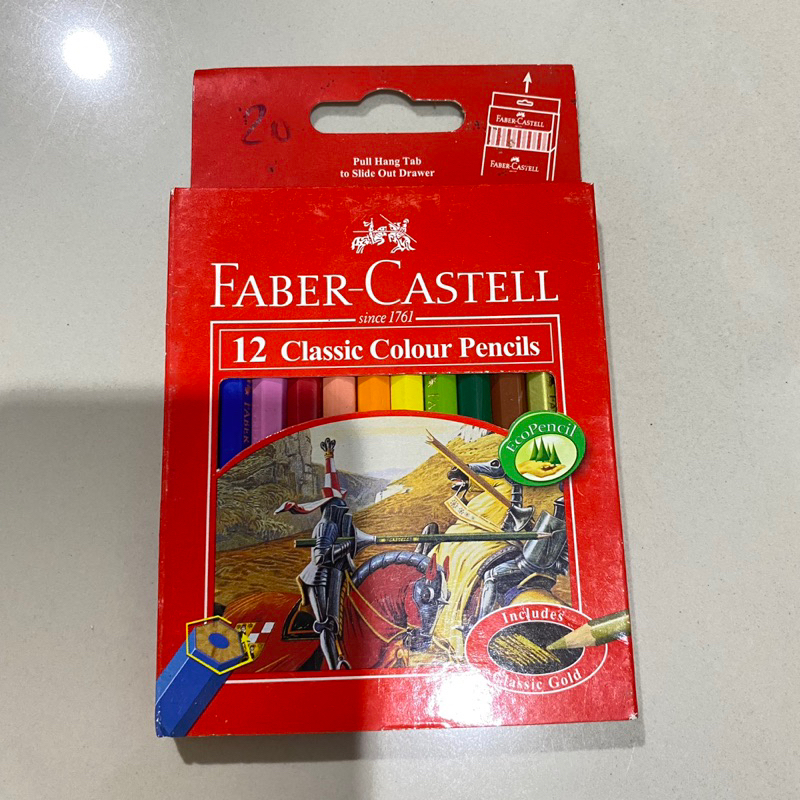 20
FABER-CASTELL
FABER-CASTELL
Pull Hang Tab
to Slide Out Drawer
FABER-CASTELL
since 1761
12 Classic Colour Pencils
FABER
EcoPencil
Includes
Classic Gold